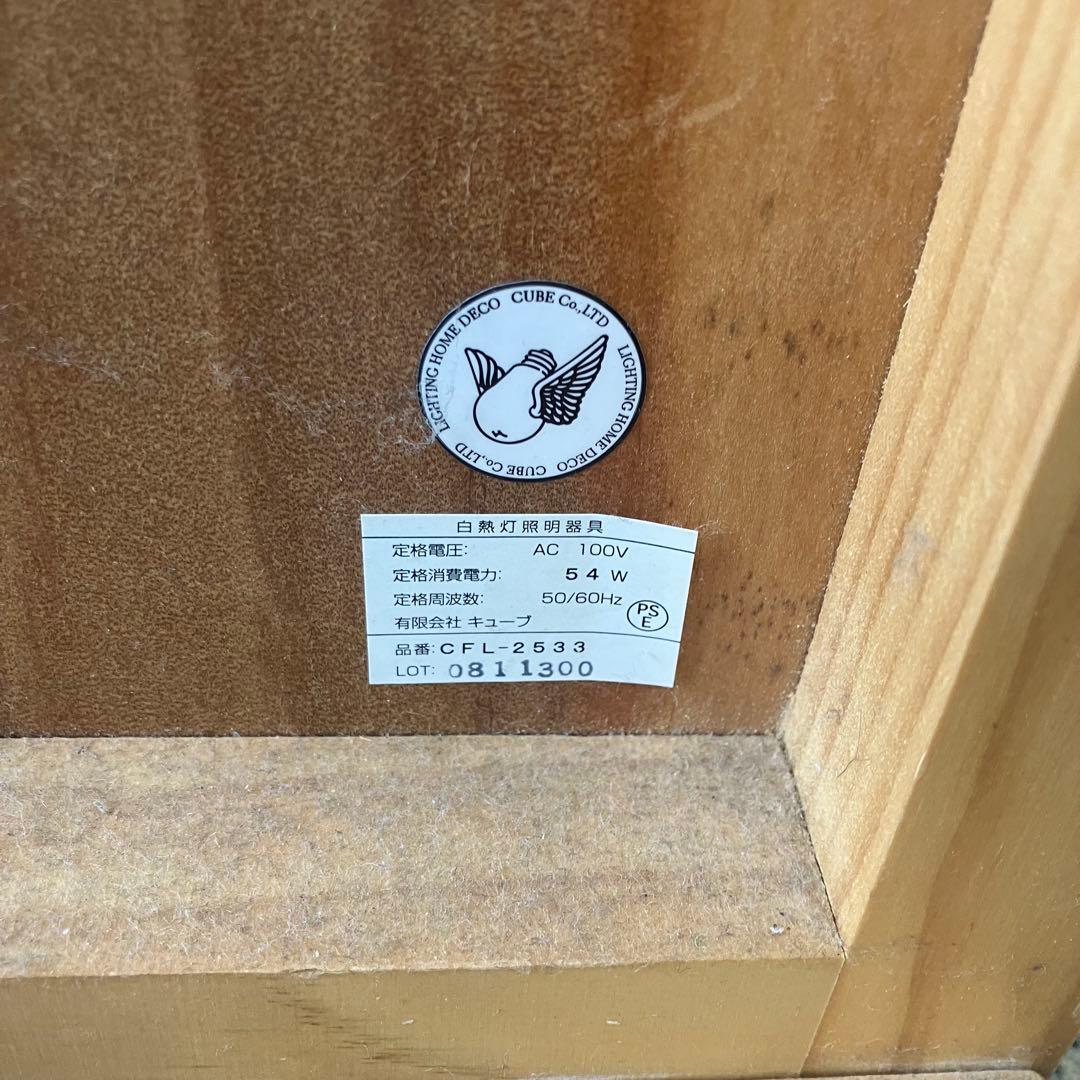 LIGHTING HOME DECO CUBE Co.,LTD LIGHTING HOME DECO CUBE Co.,LTD
白熱灯照明器具
定格電圧: AC 100V
定格消費電力: 54 W
定格周波数: 50/60Hz
有限会社 キューブ
PS
E
品番:CFL-2533
LOT: 0811300